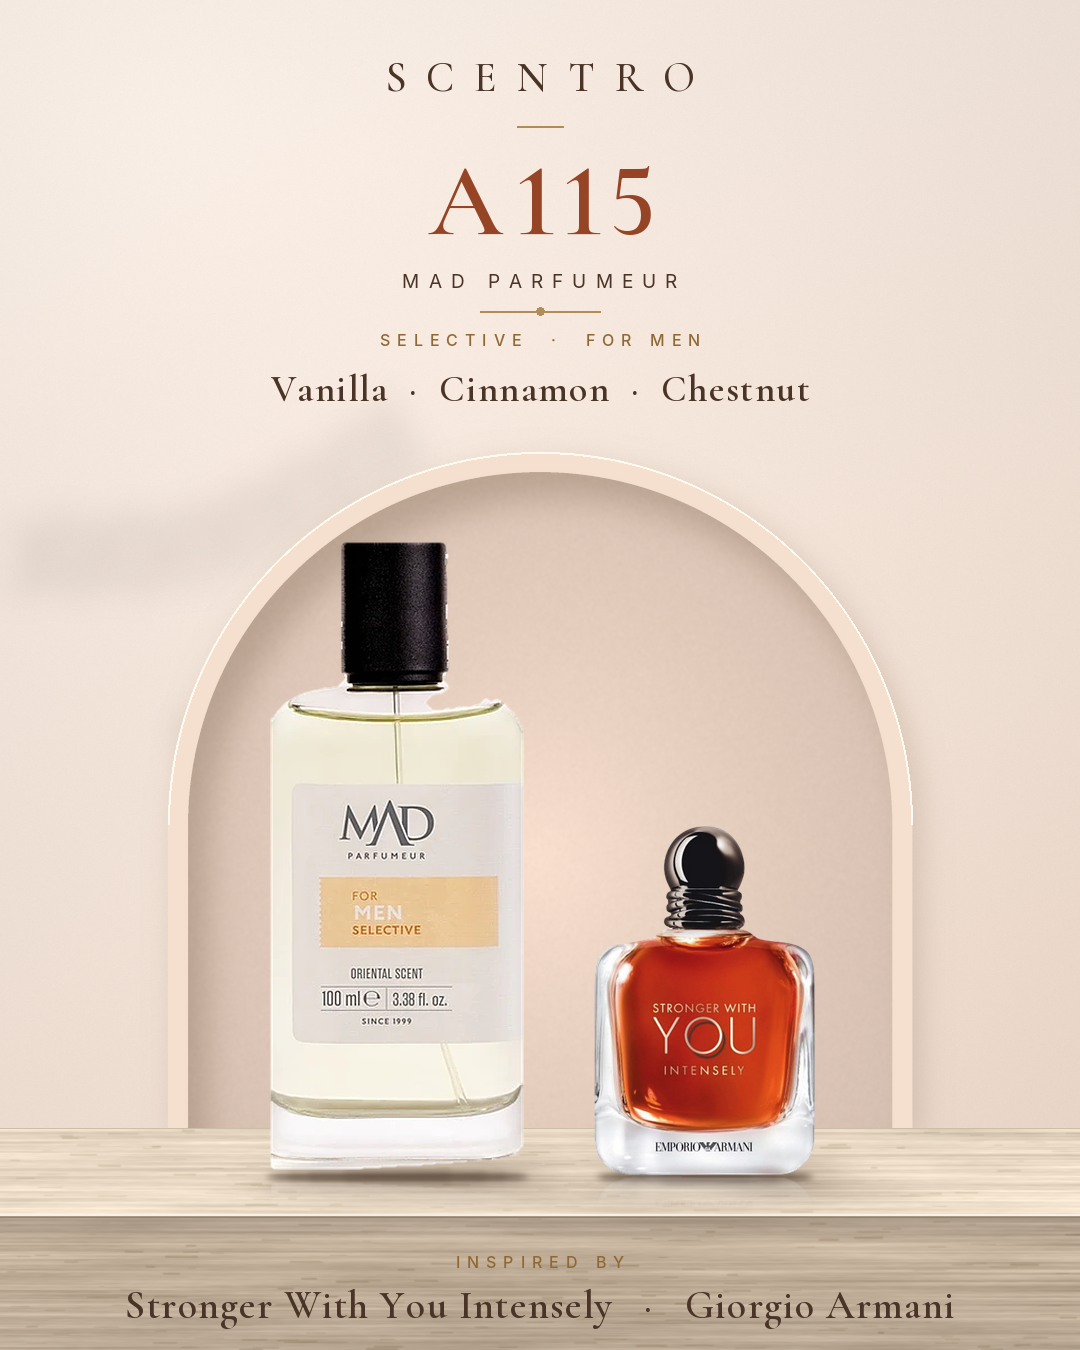 SCENTRO
A115
MAD PARFUMEUR
SELECTIVE · FOR MEN
Vanilla · Cinnamon · Chestnut
MAD
PARFUMEUR
FOR
MEN
SELECTIVE
ORIENTAL SCENT
100 ml ℮ 3.38 fl. oz.
SINCE 1999
STRONGER WITH
YOU
INTENSELY
EMPORIO ARMANI
INSPIRED BY
Stronger With You Intensely · Giorgio Armani